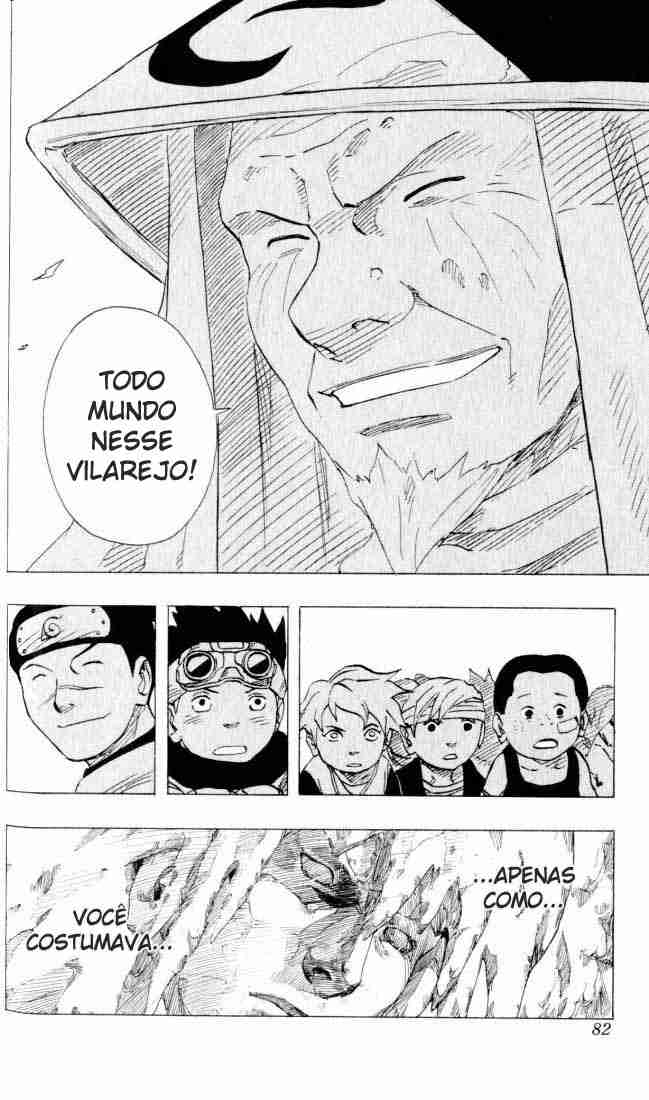 TODO
MUNDO
NESSE
VILAREJO!
...APENAS
COMO...
VOCÊ
COSTUMAVA...
82